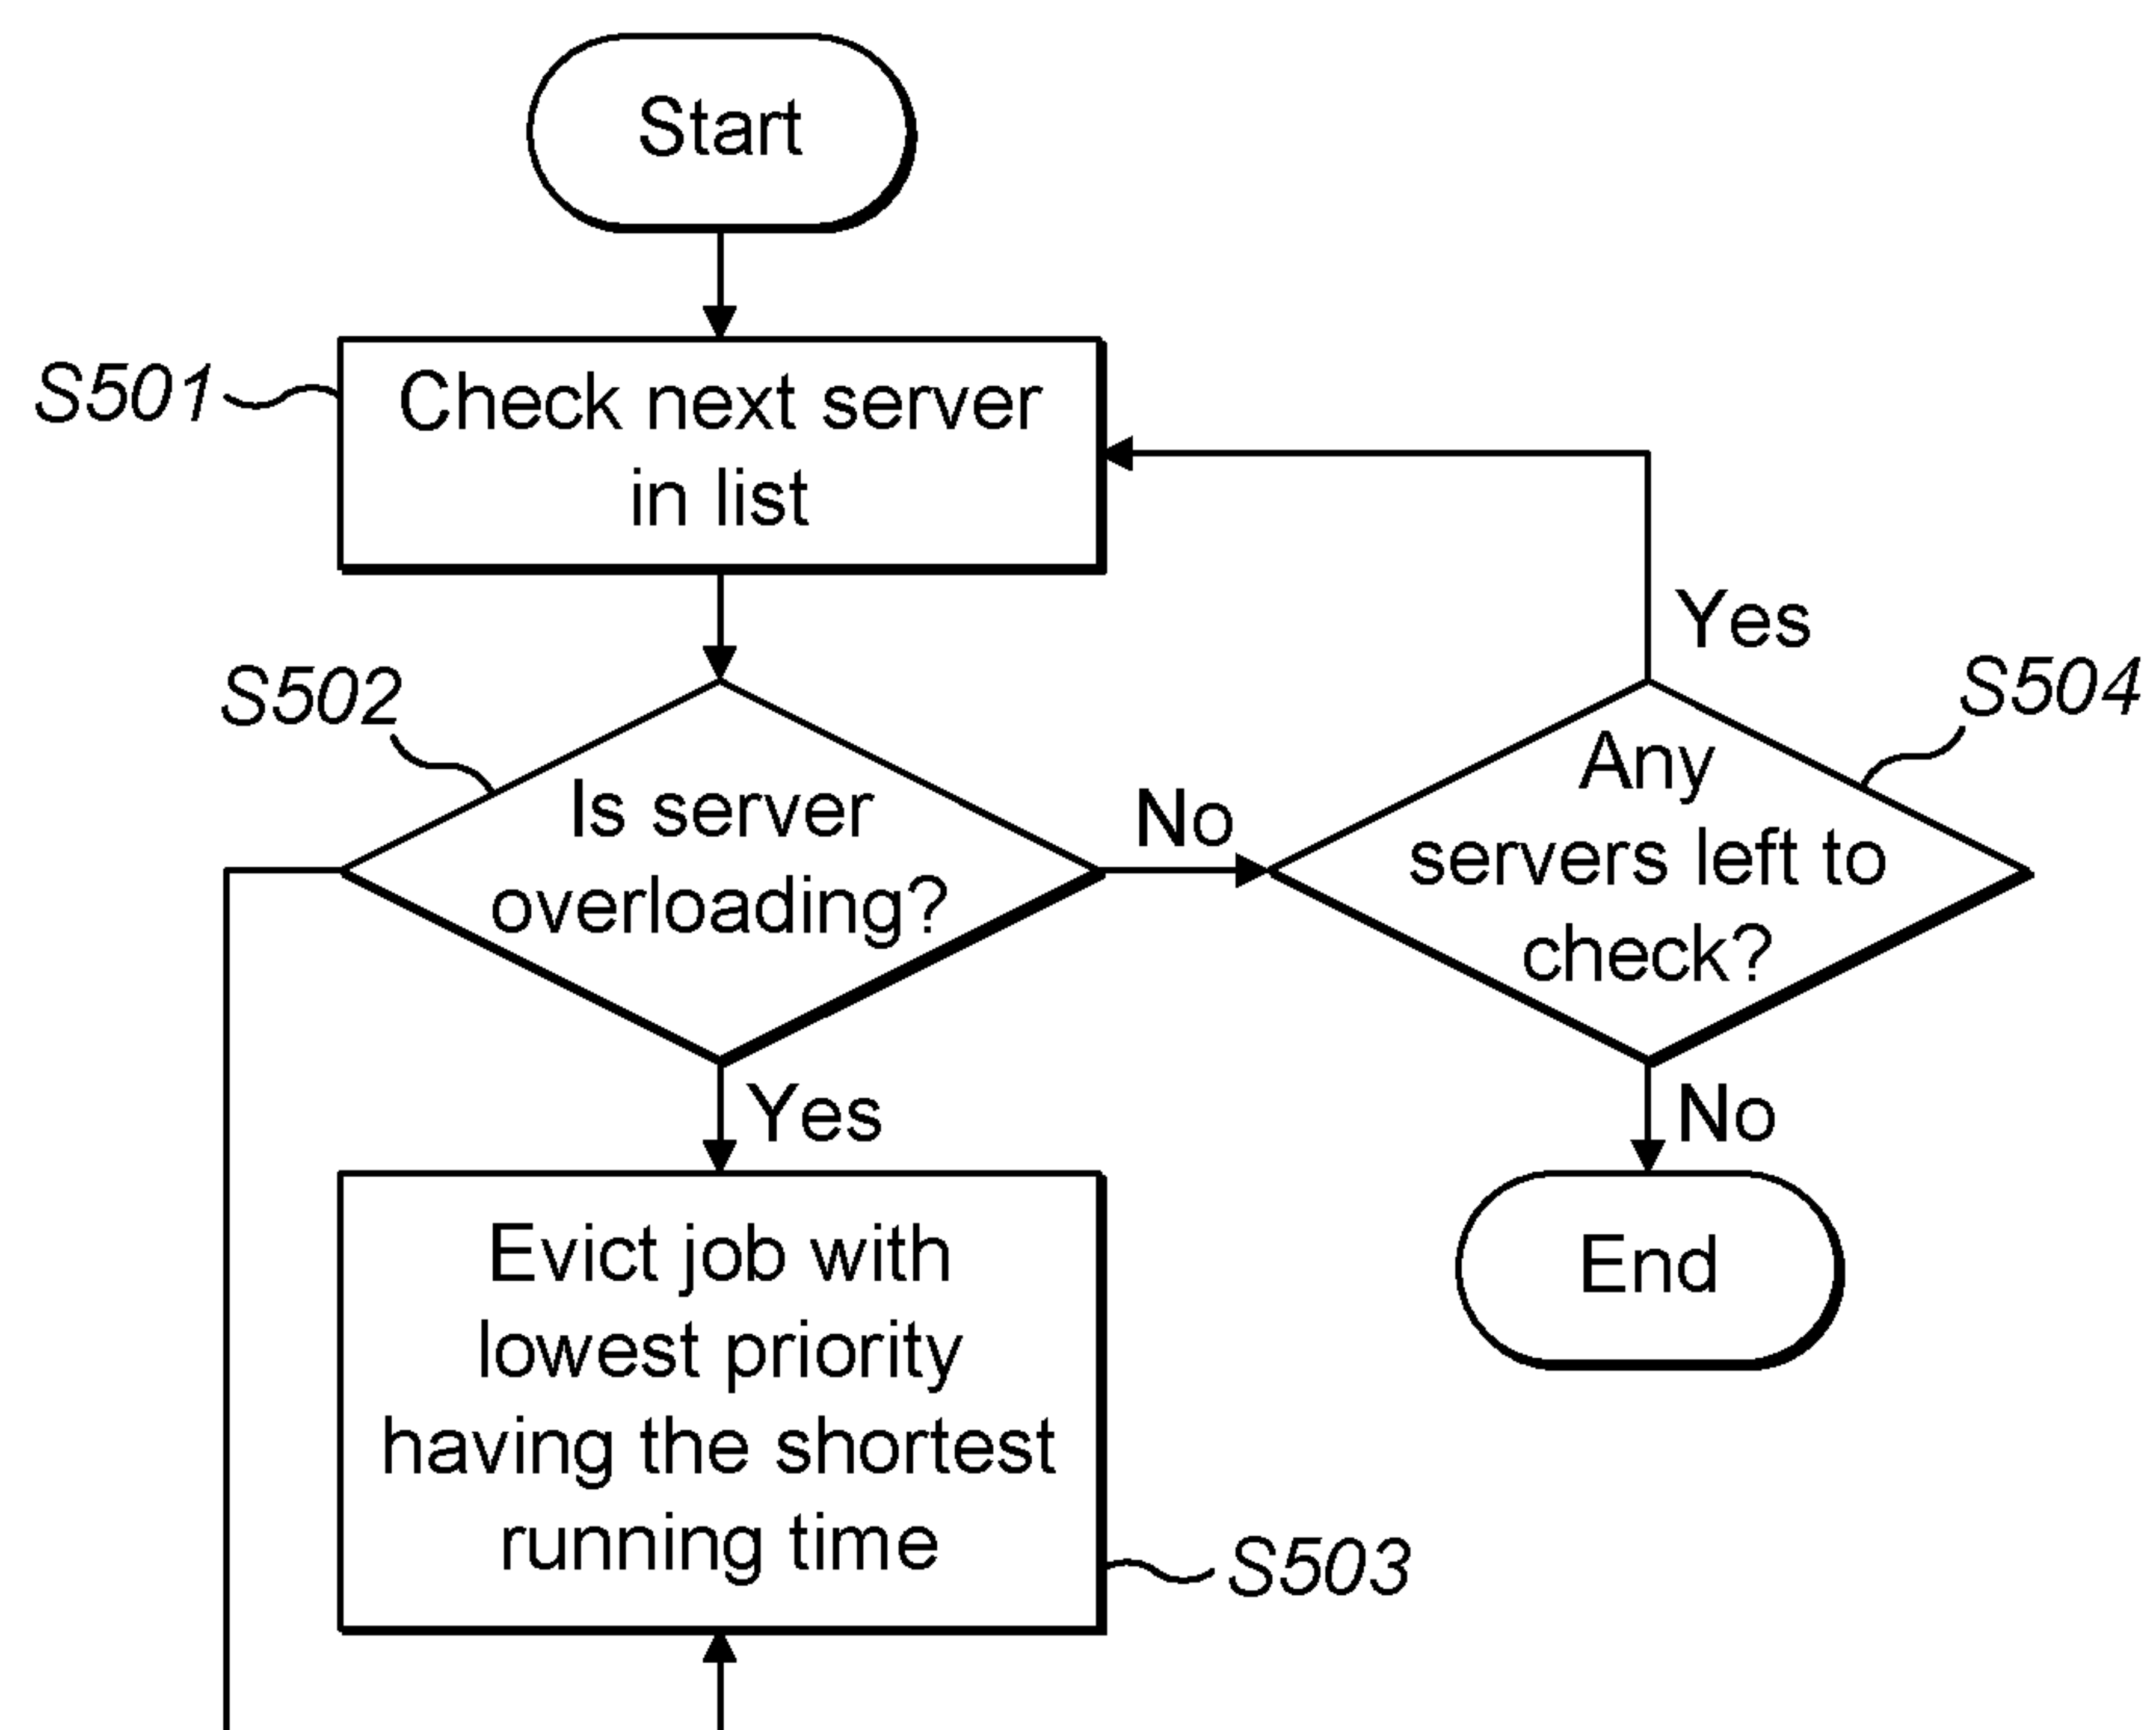 Start
S501
Check next server
in list
Yes
S502
S504
Is server
overloading?
No
Any
servers left to
check?
Yes
No
Evict job with
lowest priority
having the shortest
running time
End
S503